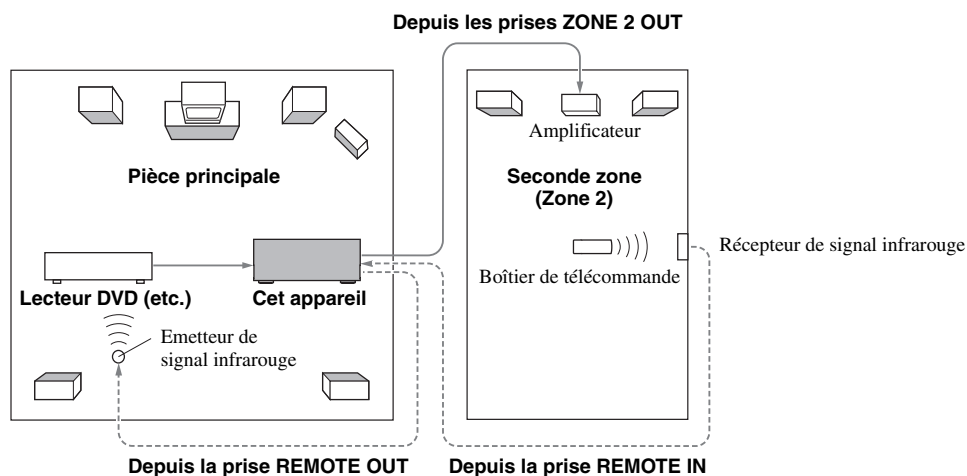 Depuis les prises ZONE 2 OUT
Amplificateur
Pièce principale
Seconde zone
(Zone 2)
Récepteur de signal infrarouge
Boîtier de télécommande
Lecteur DVD (etc.)
Cet appareil
Emetteur de
signal infrarouge
Depuis la prise REMOTE OUT
Depuis la prise REMOTE IN